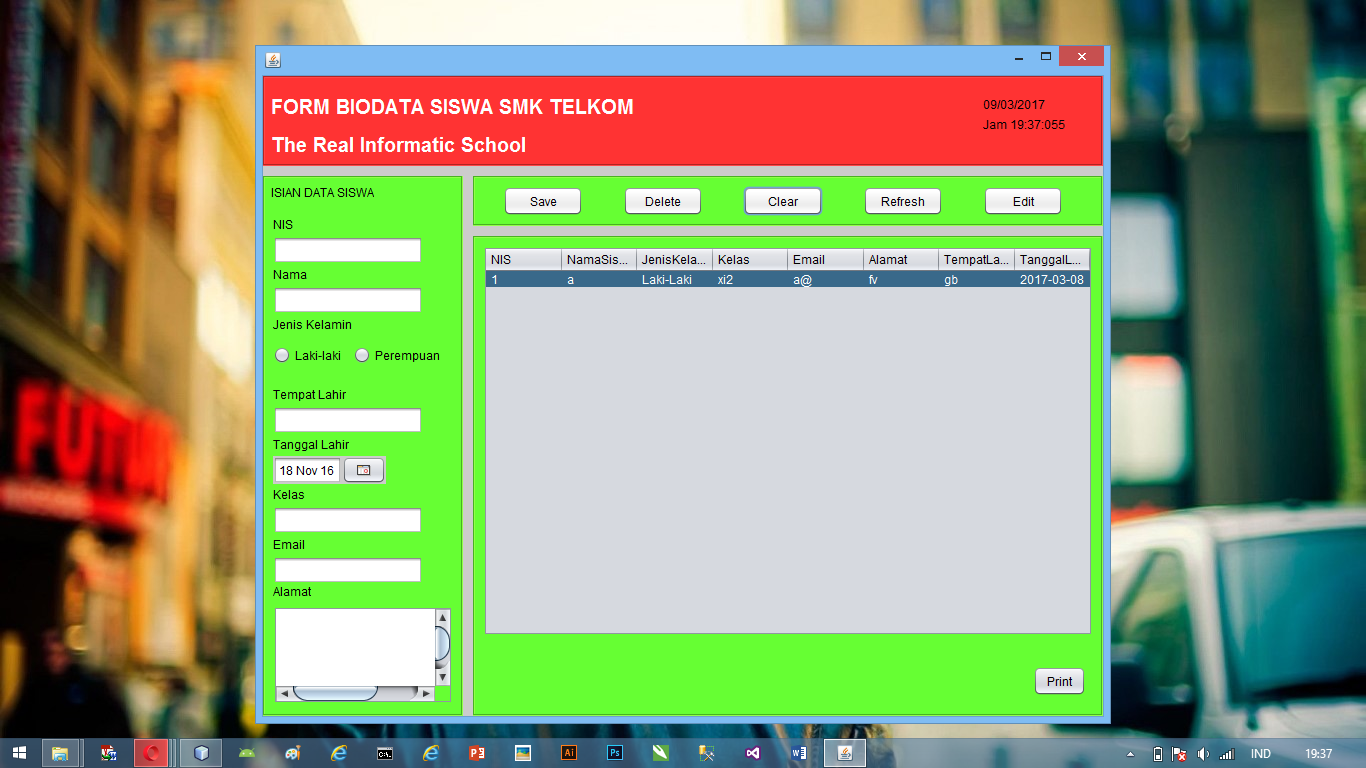 FORM BIODATA SISWA SMK TELKOM
The Real Informatic School
09/03/2017
Jam 19:37:055
ISIAN DATA SISWA
NIS
Nama
Jenis Kelamin
Laki-laki Perempuan
Tempat Lahir
Tanggal Lahir
18 Nov 16
Kelas
Email
Alamat
Save Delete Clear Refresh Edit
NIS NamaSis... JenisKela... Kelas Email Alamat TempatLa... TanggalL...
1 a Laki-Laki xi2 a@ fv gb 2017-03-08
Print
FUTUR
C:\_
Ai
Ps
IND 19:37